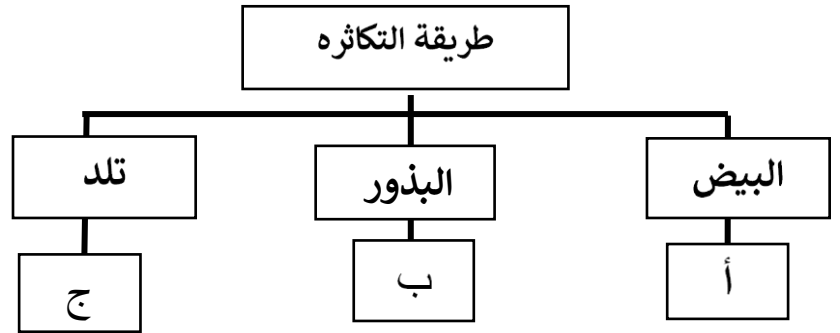 طريقة التكاثره
البيض
البذور
تلد
أ
ب
ج